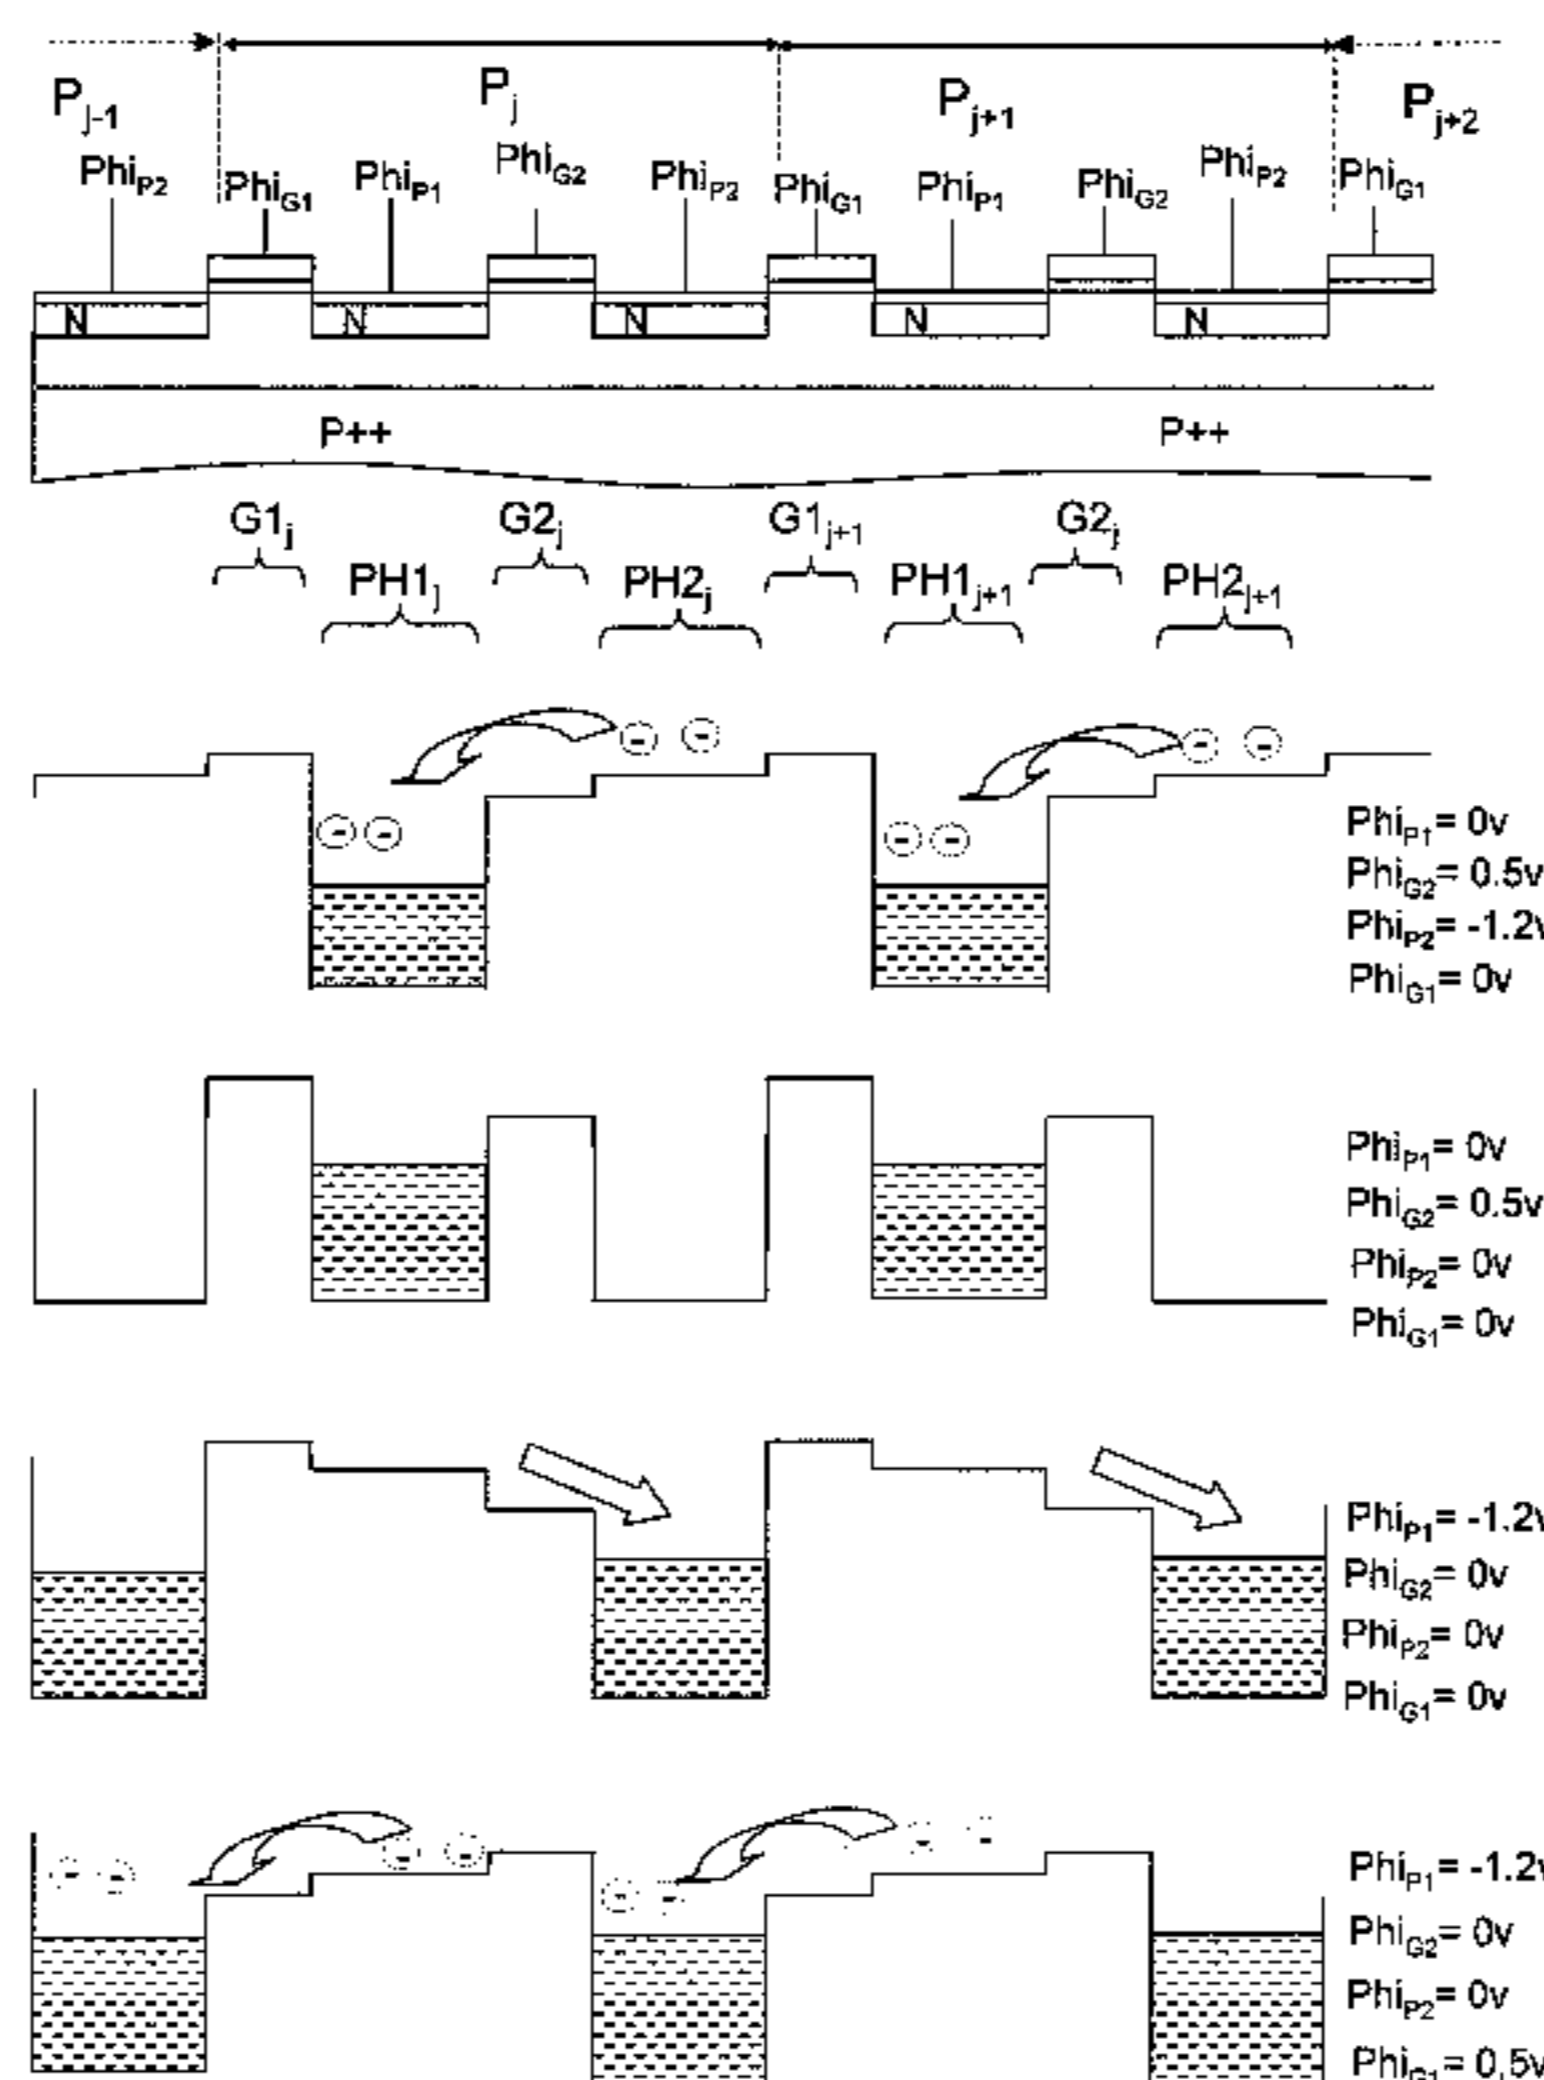 P_j-1 P_j P_j+1 P_j+2
Phi_P2 Phi_G1 Phi_P1 Phi_G2 Phi_P2 Phi_G1 Phi_P1 Phi_G2 Phi_P2 Phi_G1
N N N N N
P++ P++
G1_j G2_j G1_j+1 G2_j
PH1_j PH2_j PH1_j+1 PH2_j+1
Phi_P1= 0v
Phi_G2= 0.5v
Phi_P2= -1.2v
Phi_G1= 0v
Phi_P1= 0v
Phi_G2= 0.5v
Phi_P2= 0v
Phi_G1= 0v
Phi_P1= -1.2v
Phi_G2= 0v
Phi_P2= 0v
Phi_G1= 0v
Phi_P1= -1.2v
Phi_G2= 0v
Phi_P2= 0v
Phi_G1= 0,5v